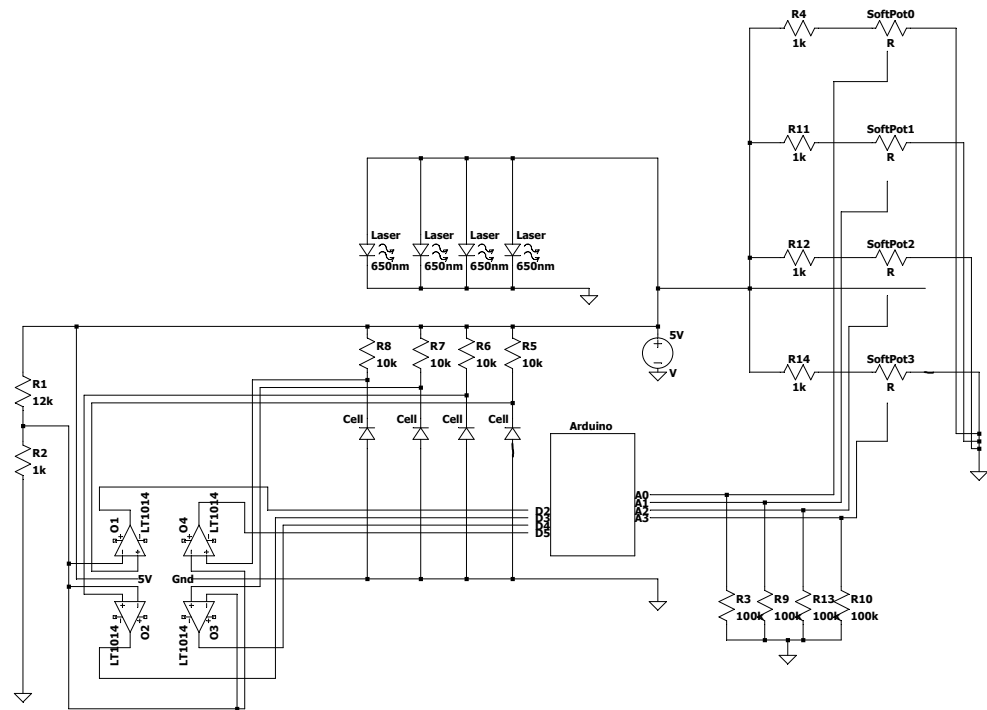 R4
1k
SoftPot0
R
R11
1k
SoftPot1
R
Laser
650nm
Laser
650nm
Laser
650nm
Laser
650nm
R12
1k
SoftPot2
R
5V
V
R8
10k
R7
10k
R6
10k
R5
10k
R14
1k
SoftPot3
R
R1
12k
R2
1k
Cell
Cell
Cell
Cell
Arduino
A0
A1
A2
A3
D2
D3
D4
D5
O1
LT1014
O4
LT1014
5V
Gnd
LT1014
O2
LT1014
O3
R3
100k
R9
100k
R13
100k
R10
100k